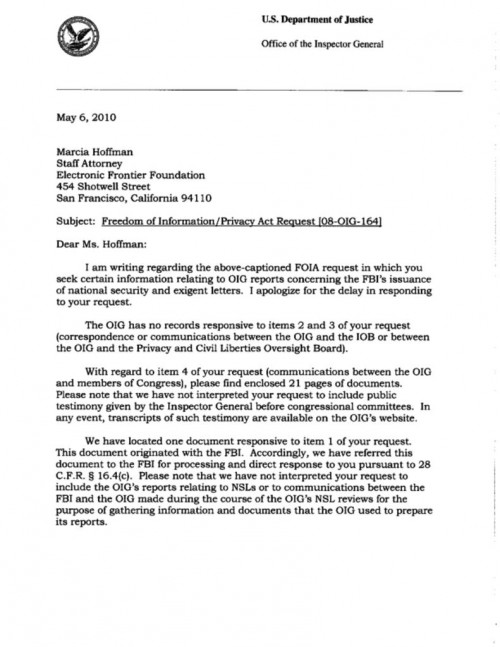 U.S. Department of Justice
Office of the Inspector General
May 6, 2010
Marcia Hoffman
Staff Attorney
Electronic Frontier Foundation
454 Shotwell Street
San Francisco, California 94110
Subject: Freedom of Information/Privacy Act Request [08-OIG-164]
Dear Ms. Hoffman:
I am writing regarding the above-captioned FOIA request in which you
seek certain information relating to OIG reports concerning the FBI's issuance
of national security and exigent letters. I apologize for the delay in responding
to your request.
The OIG has no records responsive to items 2 and 3 of your request
(correspondence or communications between the OIG and the IOB or between
the OIG and the Privacy and Civil Liberties Oversight Board).
With regard to item 4 of your request (communications between the OIG
and members of Congress), please find enclosed 21 pages of documents.
Please note that we have not interpreted your request to include public
testimony given by the Inspector General before congressional committees. In
any event, transcripts of such testimony are available on the OIG's website.
We have located one document responsive to item 1 of your request.
This document originated with the FBI. Accordingly, we have referred this
document to the FBI for processing and direct response to you pursuant to 28
C.F.R. § 16.4(c). Please note that we have not interpreted your request to
include the OIG's reports relating to NSLs or to communications between the
FBI and the OIG made during the course of the OIG's NSL reviews for the
purpose of gathering information and documents that the OIG used to prepare
its reports.